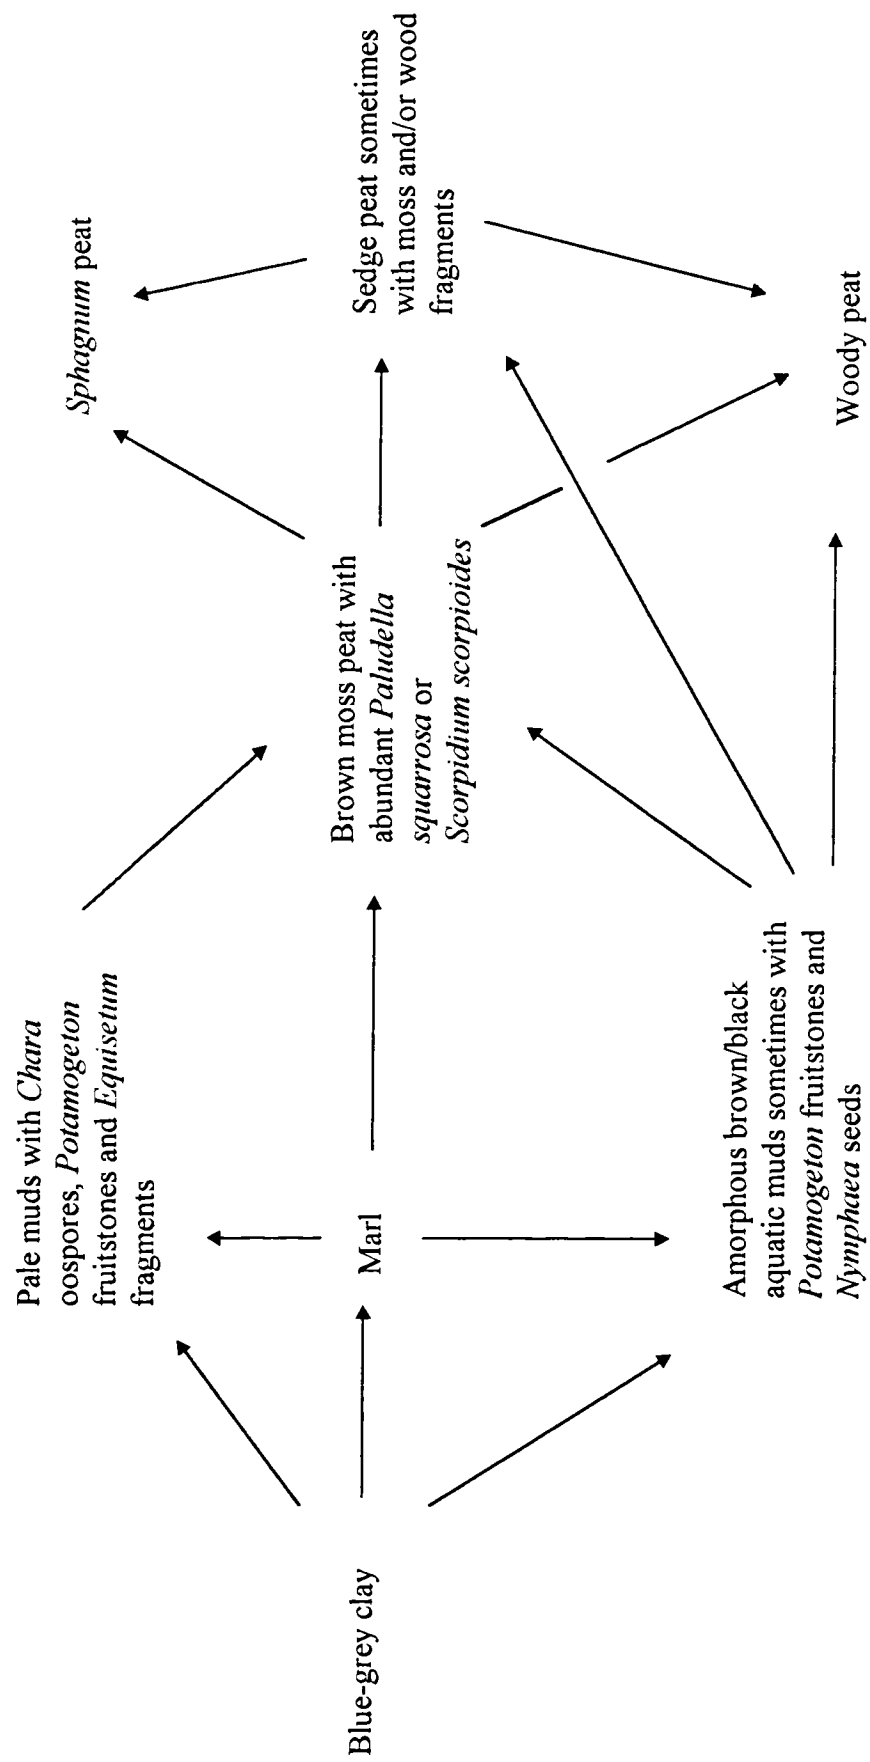 Blue-grey clay
Pale muds with Chara
oospores, Potamogeton
fruitstones and Equisetum
fragments
Marl
Amorphous brown/black
aquatic muds sometimes with
Potamogeton fruitstones and
Nymphaea seeds
Brown moss peat with
abundant Paludella
squarrosa or
Scorpidium scorpioides
Sphagnum peat
Sedge peat sometimes
with moss and/or wood
fragments
Woody peat